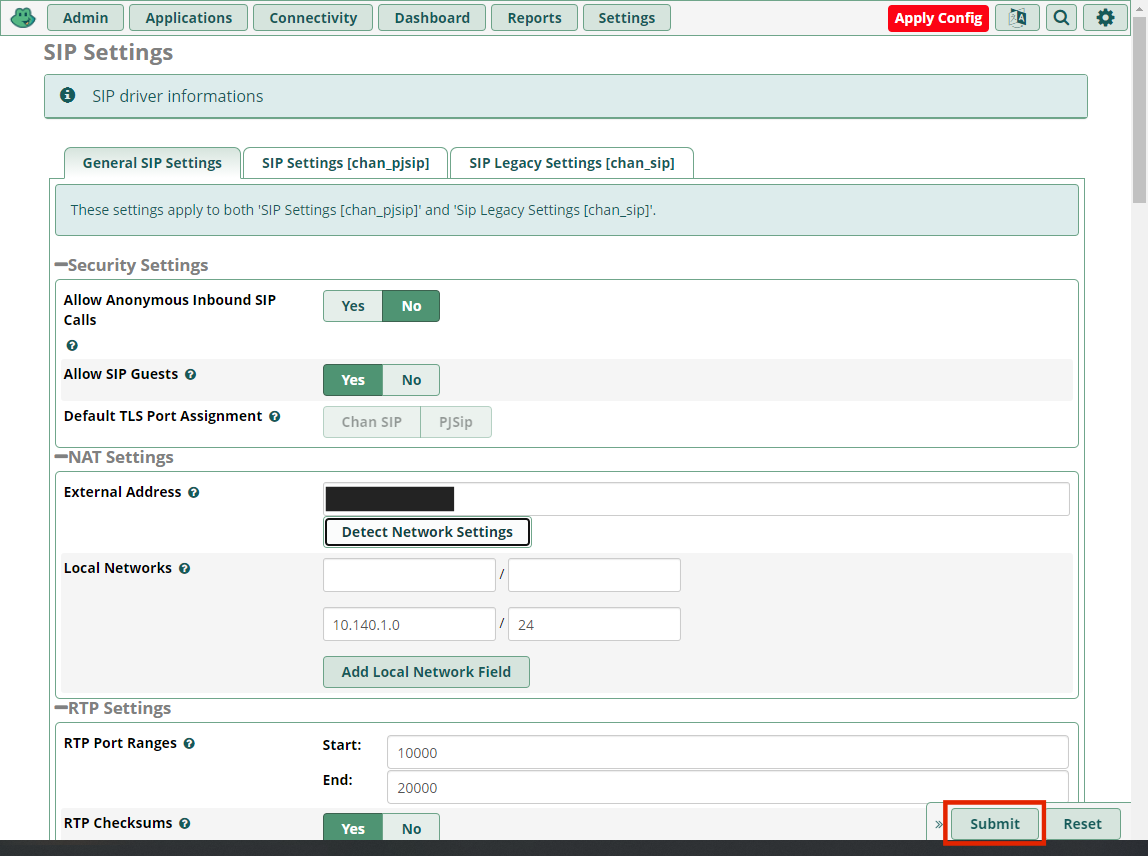 Admin Applications Connectivity Dashboard Reports Settings Apply Config
SIP Settings
SIP driver informations
General SIP Settings SIP Settings [chan_pjsip] SIP Legacy Settings [chan_sip]
These settings apply to both 'SIP Settings [chan_pjsip]' and 'Sip Legacy Settings [chan_sip]'.
Security Settings
Allow Anonymous Inbound SIP
Calls
Yes No
Allow SIP Guests Yes No
Default TLS Port Assignment Chan SIP PJSip
NAT Settings
External Address
Detect Network Settings
Local Networks /
10.140.1.0 / 24
Add Local Network Field
RTP Settings
RTP Port Ranges Start: 10000
End: 20000
RTP Checksums Yes No
» Submit Reset